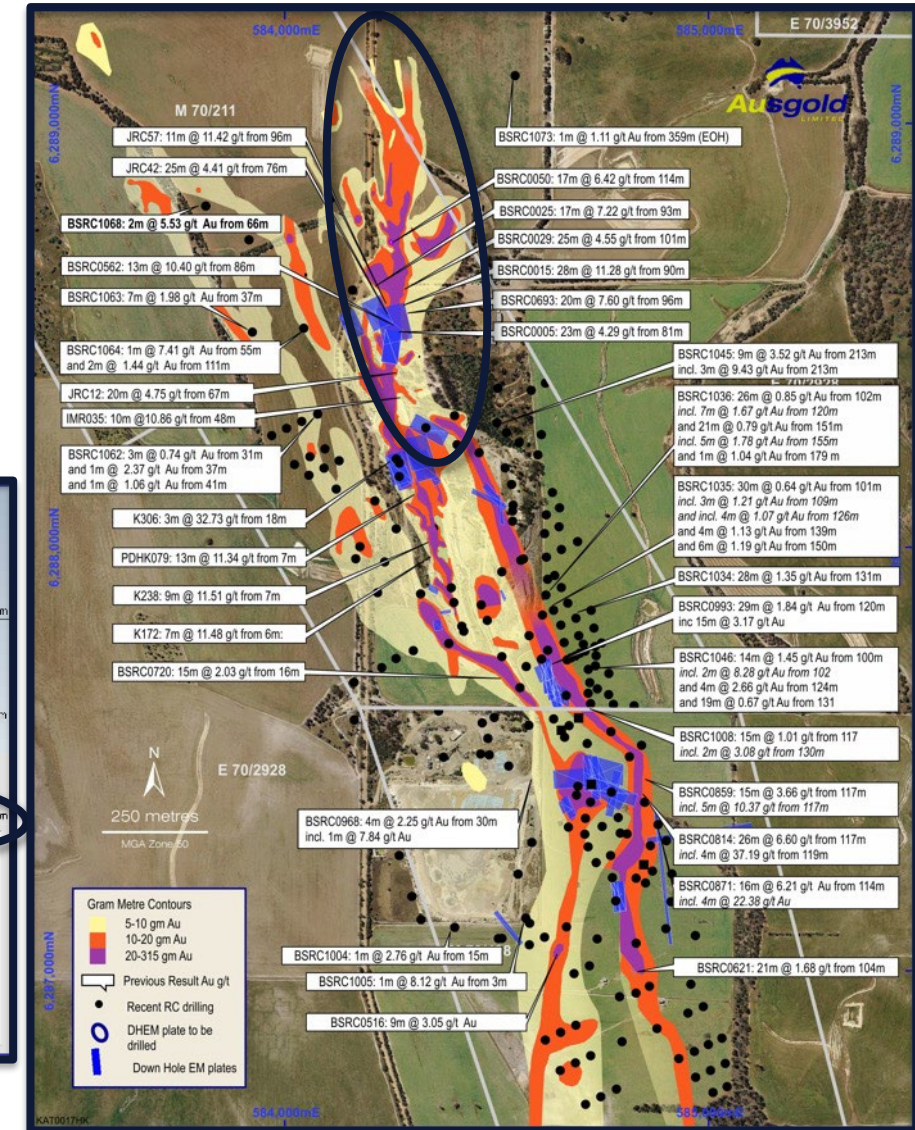 584,000mE
585,000mE
E 70/3952
Ausgold
LIMITED
6,289,000mN
6,289,000mN
M 70/211
JRC57: 11m @ 11.42 g/t from 96m
JRC42: 25m @ 4.41 g/t from 76m
BSRC1068: 2m @ 5.53 g/t Au from 66m
BSRC0562: 13m @ 10.40 g/t from 86m
BSRC1063: 7m @ 1.98 g/t Au from 37m
BSRC1064: 1m @ 7.41 g/t Au from 55m
and 2m @ 1.44 g/t Au from 111m
JRC12: 20m @ 4.75 g/t from 67m
IMR035: 10m @10.86 g/t from 48m
BSRC1062: 3m @ 0.74 g/t Au from 31m
and 1m @ 2.37 g/t Au from 37m
and 1m @ 1.06 g/t Au from 41m
K306: 3m @ 32.73 g/t from 18m
PDHK079: 13m @ 11.34 g/t from 7m
K238: 9m @ 11.51 g/t from 7m
K172: 7m @ 11.48 g/t from 6m:
BSRC0720: 15m @ 2.03 g/t from 16m
BSRC1073: 1m @ 1.11 g/t Au from 359m (EOH)
BSRC0050: 17m @ 6.42 g/t from 114m
BSRC0025: 17m @ 7.22 g/t from 93m
BSRC0029: 25m @ 4.55 g/t from 101m
BSRC0015: 28m @ 11.28 g/t from 90m
BSRC0693: 20m @ 7.60 g/t from 96m
BSRC0005: 23m @ 4.29 g/t from 81m
BSRC1045: 9m @ 3.52 g/t Au from 213m
incl. 3m @ 9.43 g/t Au from 213m
E 70/2928
BSRC1036: 26m @ 0.85 g/t Au from 102m
incl. 7m @ 1.67 g/t Au from 120m
and 21m @ 0.79 g/t Au from 151m
incl. 5m @ 1.78 g/t Au from 155m
and 1m @ 1.04 g/t Au from 179 m
BSRC1035: 30m @ 0.64 g/t Au from 101m
incl. 3m @ 1.21 g/t Au from 109m
and incl. 4m @ 1.07 g/t Au from 126m
and 4m @ 1.13 g/t Au from 139m
and 6m @ 1.19 g/t Au from 150m
BSRC1034: 28m @ 1.35 g/t Au from 131m
BSRC0993: 29m @ 1.84 g/t Au from 120m
inc 15m @ 3.17 g/t Au
BSRC1046: 14m @ 1.45 g/t Au from 100m
incl. 2m @ 8.28 g/t Au from 102
and 4m @ 2.66 g/t Au from 124m
and 19m @ 0.67 g/t Au from 131
BSRC1008: 15m @ 1.01 g/t from 117
incl. 2m @ 3.08 g/t from 130m
BSRC0859: 15m @ 3.66 g/t from 117m
incl. 5m @ 10.37 g/t from 117m
BSRC0814: 26m @ 6.60 g/t from 117m
incl. 4m @ 37.19 g/t from 119m
BSRC0871: 16m @ 6.21 g/t Au from 114m
incl. 4m @ 22.38 g/t Au
BSRC0621: 21m @ 1.68 g/t from 104m
6,288,000mN
6,288,000mN
N
E 70/2928
250 metres
MGA Zone 50
BSRC0968: 4m @ 2.25 g/t Au from 30m
incl. 1m @ 7.84 g/t Au
BSRC1004: 1m @ 2.76 g/t Au from 15m
BSRC1005: 1m @ 8.12 g/t Au from 3m
BSRC0516: 9m @ 3.05 g/t Au
Gram Metre Contours
5-10 gm Au
10-20 gm Au
20-315 gm Au
Previous Result Au g/t
Recent RC drilling
DHEM plate to be
drilled
Down Hole EM plates
6,287,000mN
6,287,000mN
584,000mE
585,000mE
KAT0017HK